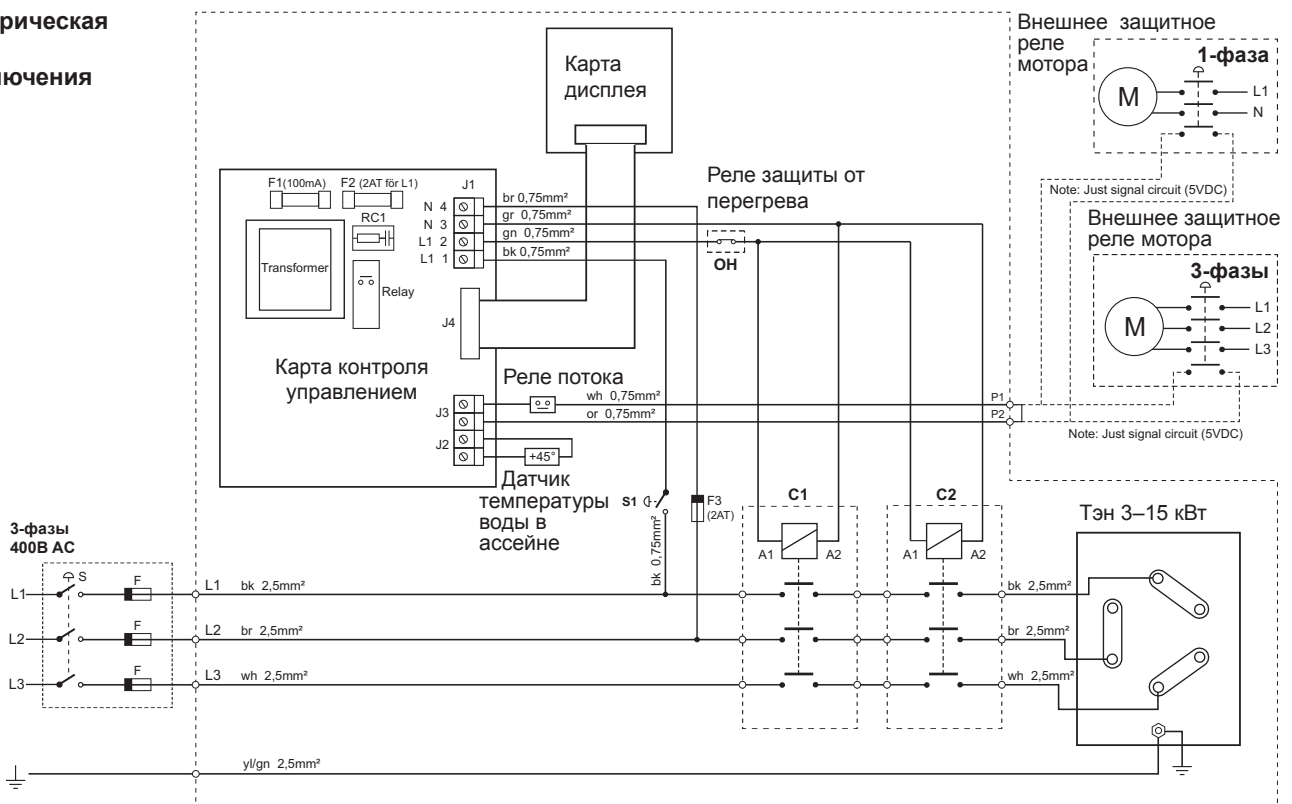 рическая
ючения
Карта
дисплея
Внешнее защитное
реле
мотора
1-фаза
M
L1
N
Note: Just signal circuit (5VDC)
Внешнее защитное
реле мотора
3-фазы
M
L1
L2
L3
Note: Just signal circuit (5VDC)
F1(100mA)
F2 (2AT för L1)
J1
RC1
N 4
N 3
L1 2
L1 1
br 0,75mm²
gr 0,75mm²
gn 0,75mm²
bk 0,75mm²
Transformer
Relay
J4
Реле защиты от
перегрева
OH
Карта контроля
управлением
Реле потока
J3
J2
wh 0,75mm²
or 0,75mm²
P1
P2
+45°
Датчик
температуры
воды в
ассейне
S1
bk 0,75mm²
F3
(2AT)
C1
A1
A2
C2
A1
A2
Тэн 3–15 кВт
3-фазы
400В AC
S
F
F
F
L1
L2
L3
L1 bk 2,5mm²
L2 br 2,5mm²
L3 wh 2,5mm²
bk 2,5mm²
br 2,5mm²
wh 2,5mm²
yl/gn 2,5mm²